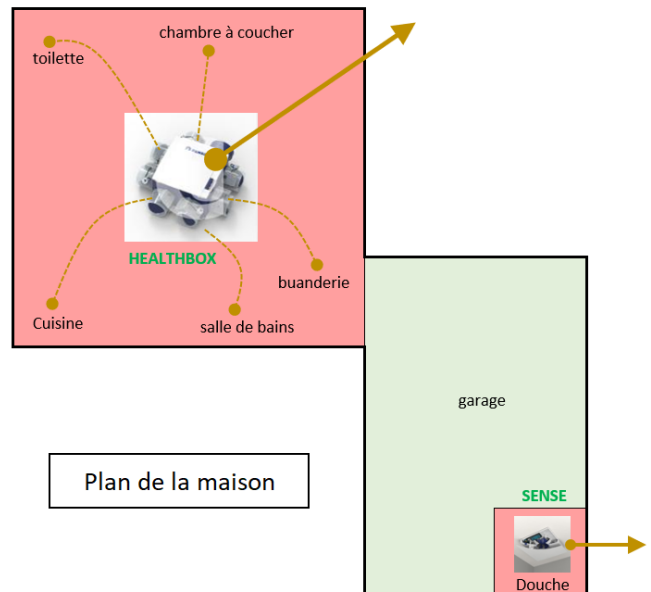 chambre à coucher
toilette
HEALTHBOX
buanderie
Cuisine
salle de bains
garage
Plan de la maison
SENSE
Douche